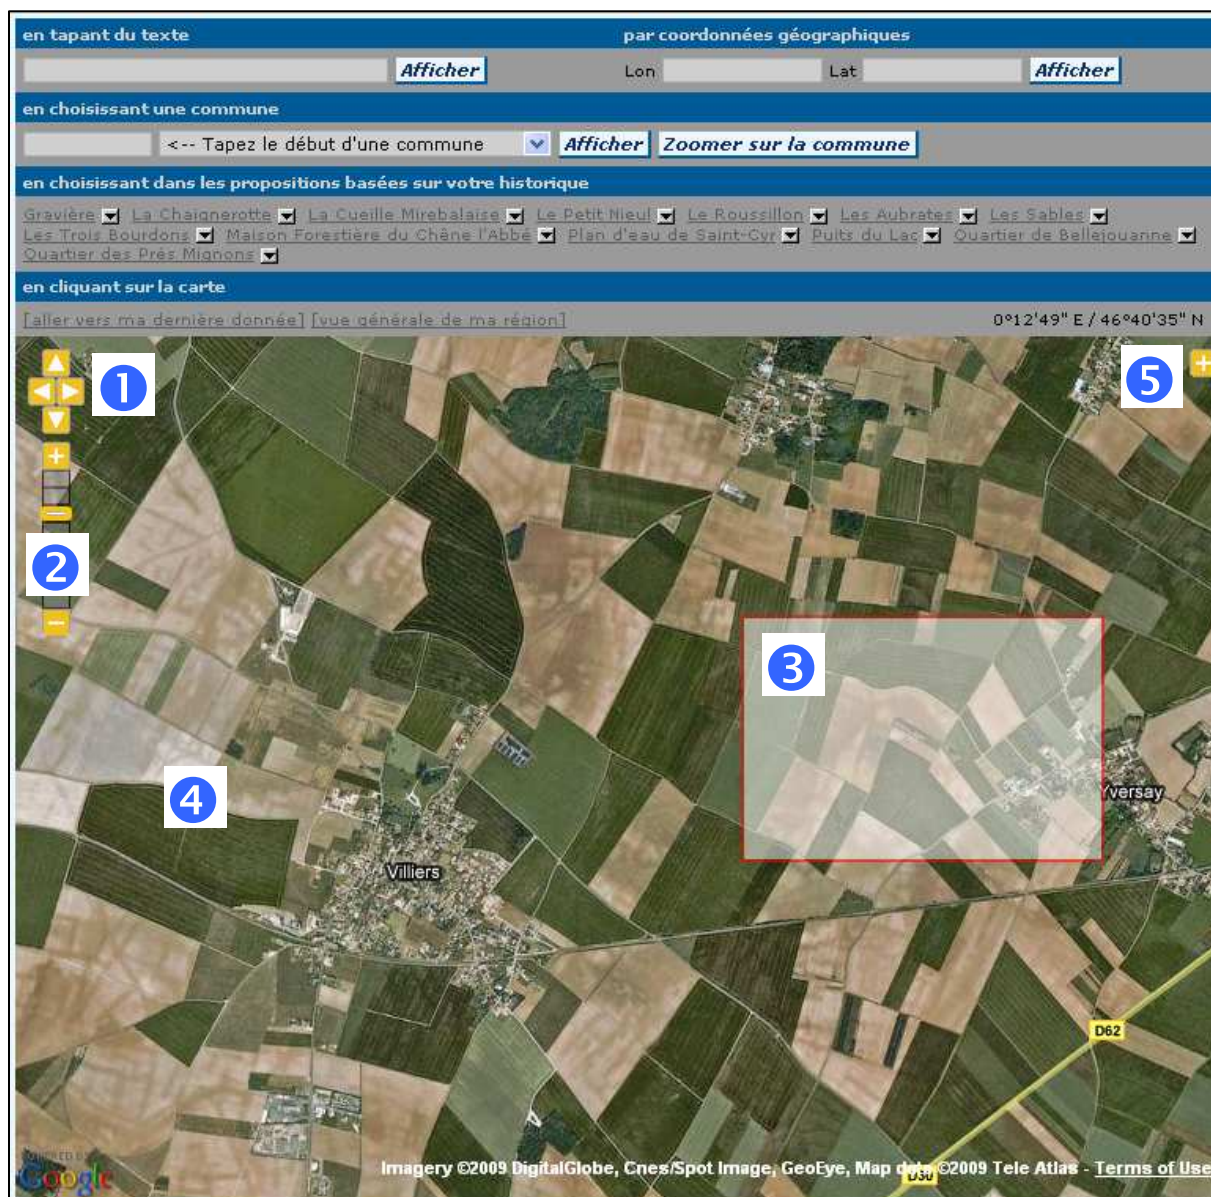 en tapant du texte
par coordonnées géographiques
Afficher
Lon
Lat
Afficher
en choisissant une commune
<-- Tapez le début d'une commune
Afficher
Zoomer sur la commune
en choisissant dans les propositions basées sur votre historique
Gravière La Chaignerotte La Cueille Mirebalaise Le Petit Nieul Le Roussillon Les Aubrates Les Sables
Les Trois Bourdons Maison Forestière du Chêne l'Abbé Plan d'eau de Saint-Cyr Puits du Lac Quartier de Bellejouanne
Quartier des Prés Mignons
en cliquant sur la carte
[aller vers ma dernière donnée] [vue générale de ma région]
0°12'49" E / 46°40'35" N
1
5
2
3
4
Yversay
Villiers
D62
POWERED BY
Google
Imagery ©2009 DigitalGlobe, Cnes/Spot Image, GeoEye, Map data ©2009 Tele Atlas - Terms of Use
D30